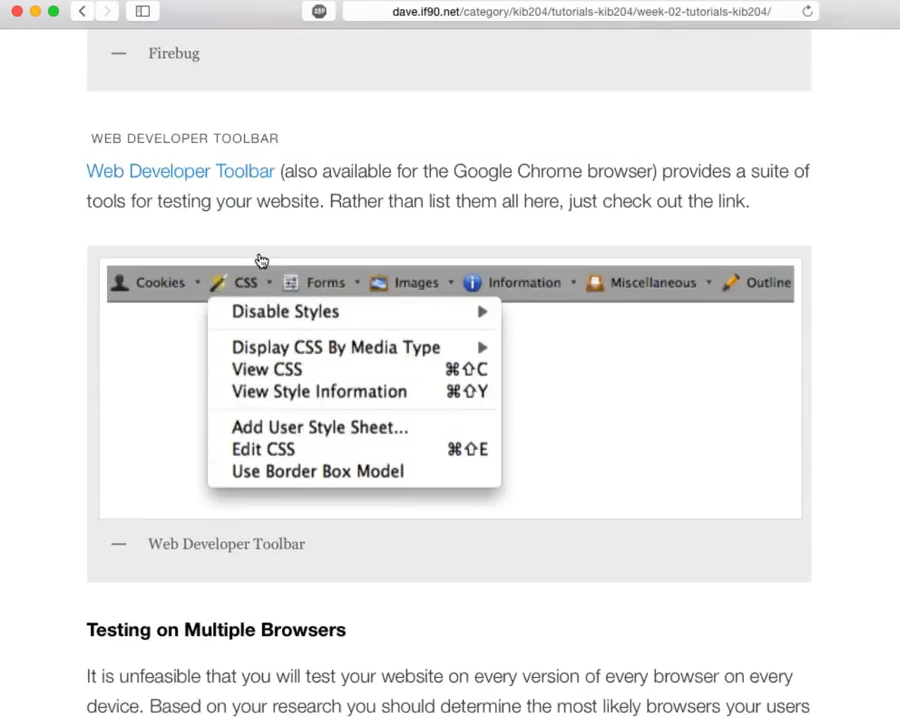 dave.if90.net/category/kib204/tutorials-kib204/week-02-tutorials-kib204/
ABP
— Firebug
WEB DEVELOPER TOOLBAR
Web Developer Toolbar (also available for the Google Chrome browser) provides a suite of
tools for testing your website. Rather than list them all here, just check out the link.
Cookies CSS Forms Images Information Miscellaneous Outline
Disable Styles
Display CSS By Media Type
View CSS ⌘⇧C
View Style Information ⌘⇧Y
Add User Style Sheet...
Edit CSS ⌘⇧E
Use Border Box Model
— Web Developer Toolbar
Testing on Multiple Browsers
It is unfeasible that you will test your website on every version of every browser on every
device. Based on your research you should determine the most likely browsers your users